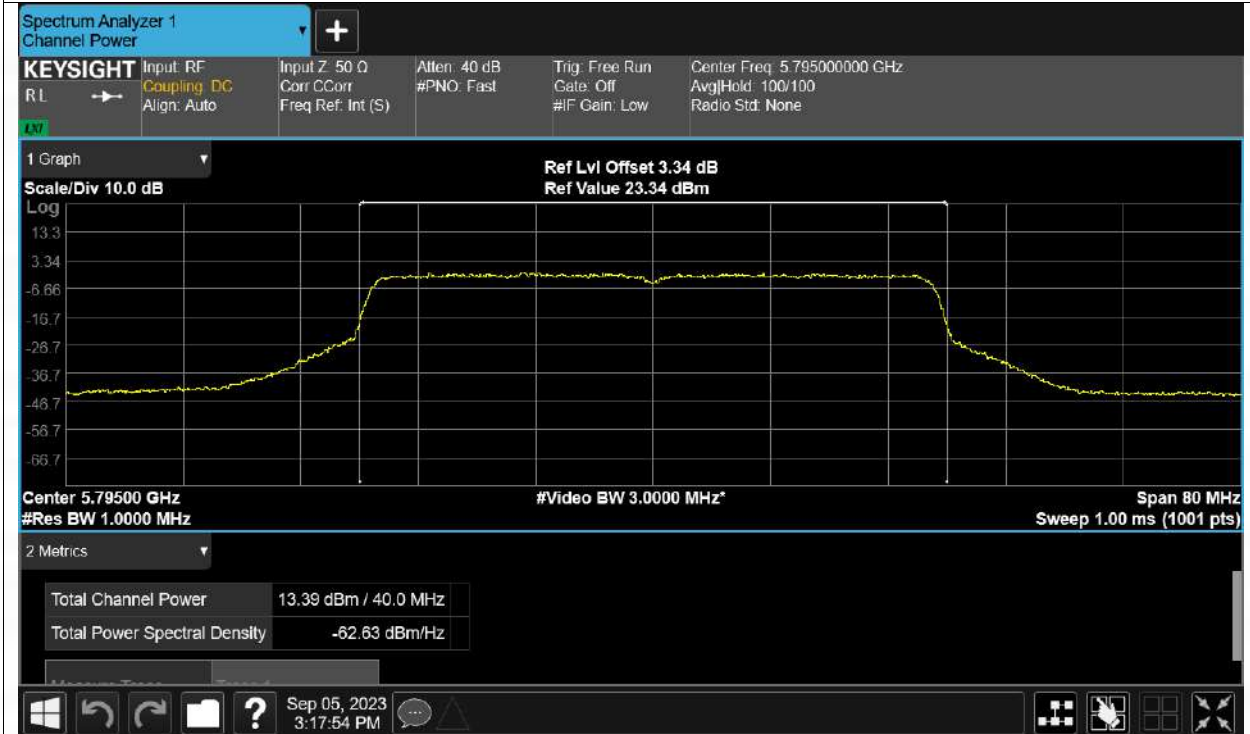 Spectrum Analyzer 1
Channel Power
+
KEYSIGHT Input: RF Input Z: 50 Ω Atten: 40 dB Trig: Free Run Center Freq: 5.795000000 GHz
RL Coupling: DC Corr CCorr #PNO: Fast Gate: Off Avg|Hold: 100/100
Align: Auto Freq Ref: Int (S) #IF Gain: Low Radio Std: None
LXI
1 Graph
Ref Lvl Offset 3.34 dB
Scale/Div 10.0 dB Ref Value 23.34 dBm
Log
13.3
3.34
-6.66
-16.7
-26.7
-36.7
-46.7
-56.7
-66.7
Center 5.79500 GHz #Video BW 3.0000 MHz* Span 80 MHz
#Res BW 1.0000 MHz Sweep 1.00 ms (1001 pts)
2 Metrics
Total Channel Power 13.39 dBm / 40.0 MHz
Total Power Spectral Density -62.63 dBm/Hz
? Sep 05, 2023
3:17:54 PM